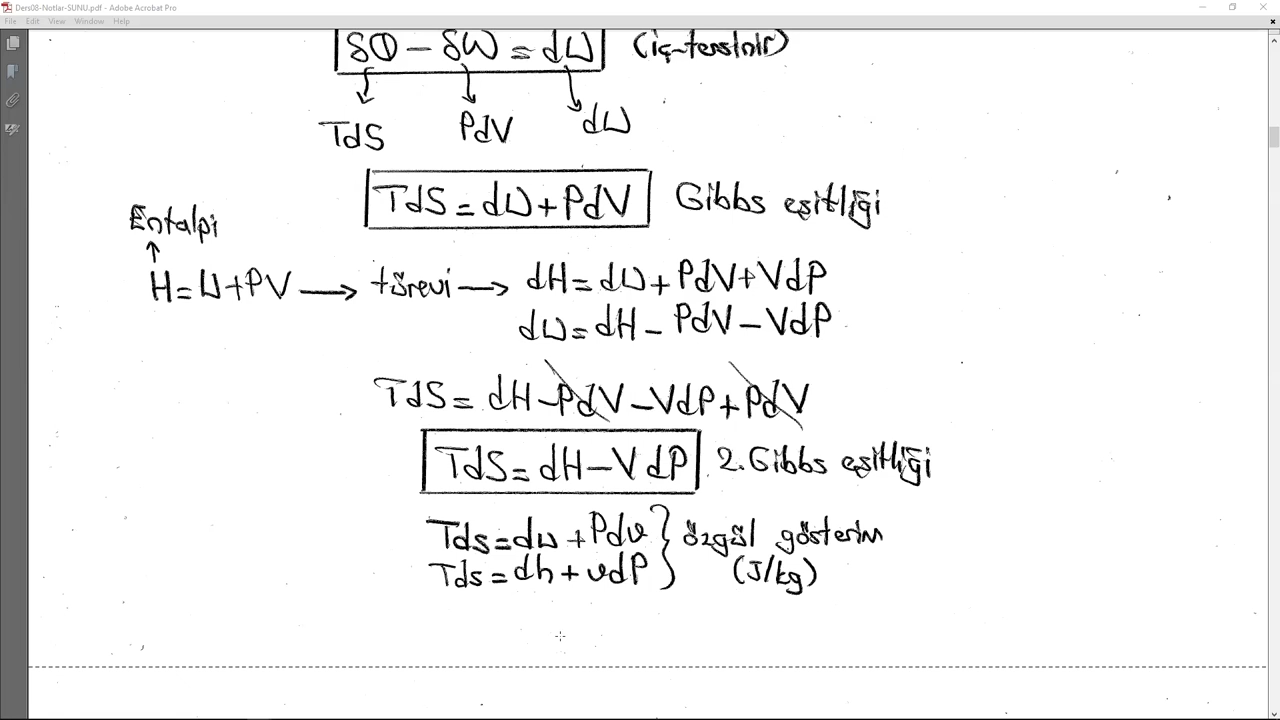 Ders08-Notlar-SUNU.pdf - Adobe Acrobat Pro
File Edit View Window Help
δQ - δW = dU (iç-tersinir)
TdS PdV dU
TdS = dU + PdV Gibbs eşitliği
Entalpi
H = U + PV → türevi → dH = dU + PdV + VdP
dU = dH - PdV - VdP
TdS = dH - PdV - VdP + PdV
TdS = dH - VdP 2. Gibbs eşitliği
Tds = du + Pdv } özgül gösterim
Tds = dh + vdP (J/kg)